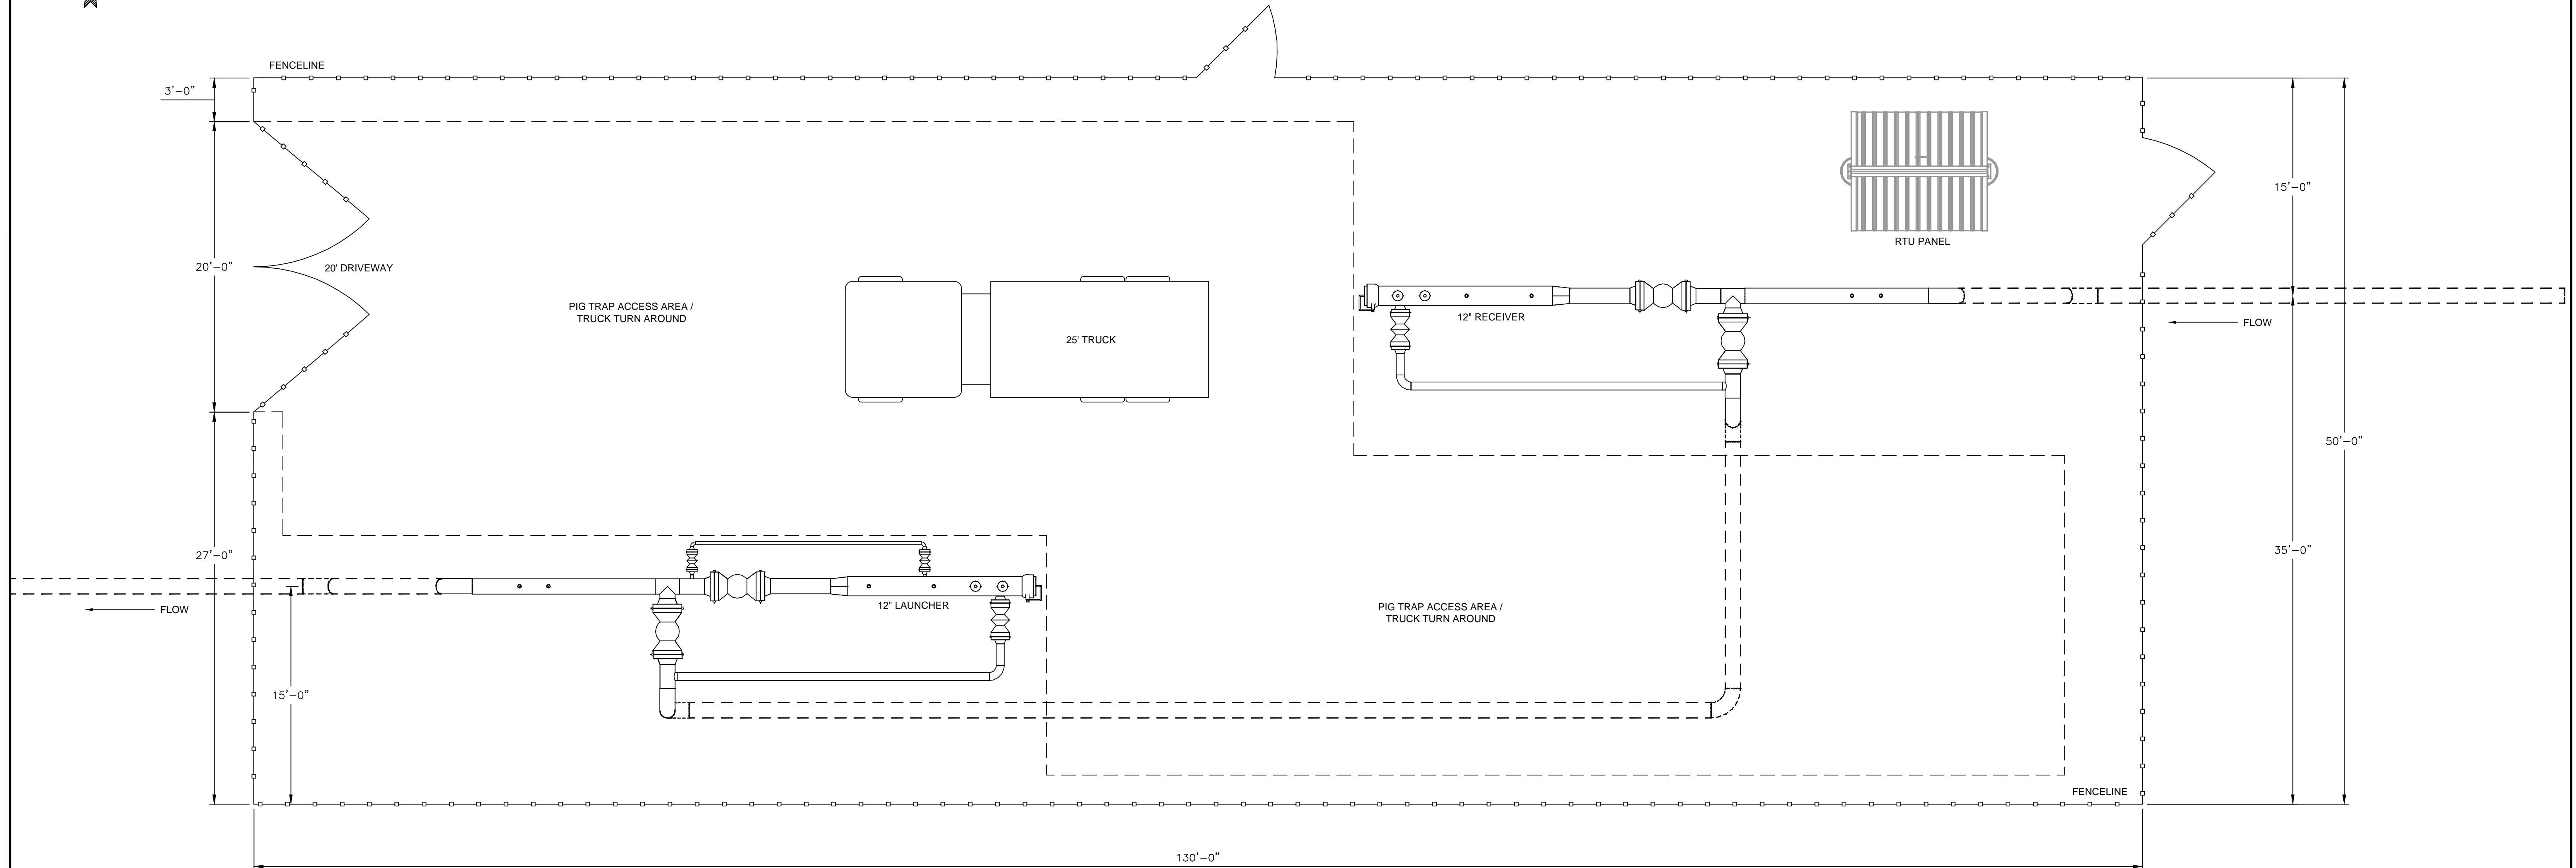 FENCELINE
3'-0"
20'-0"
20' DRIVEWAY
PIG TRAP ACCESS AREA /
TRUCK TURN AROUND
25' TRUCK
12" RECEIVER
RTU PANEL
15'-0"
FLOW
50'-0"
35'-0"
27'-0"
FLOW
12" LAUNCHER
PIG TRAP ACCESS AREA /
TRUCK TURN AROUND
15'-0"
FENCELINE
130'-0"